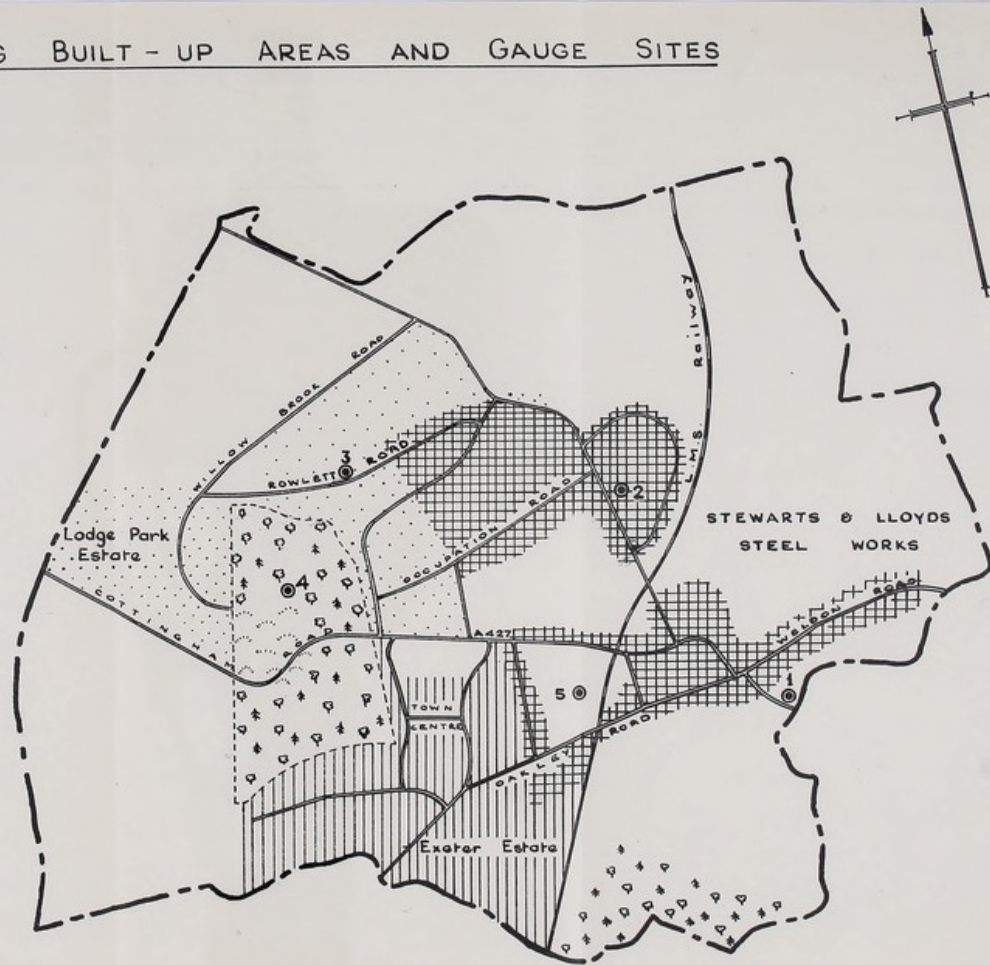 G BUILT-UP AREAS AND GAUGE SITES
L.M.S. Railway
WILLOW BROOK ROAD
3
ROWLETT ROAD
2
Lodge Park
Estate
OCCUPATION ROAD
STEWARTS & LLOYDS
STEEL WORKS
4
COTTINGHAM ROAD
A427
WELDON ROAD
5
1
TOWN
CENTRE
OAKLEY ROAD
Exeter Estate